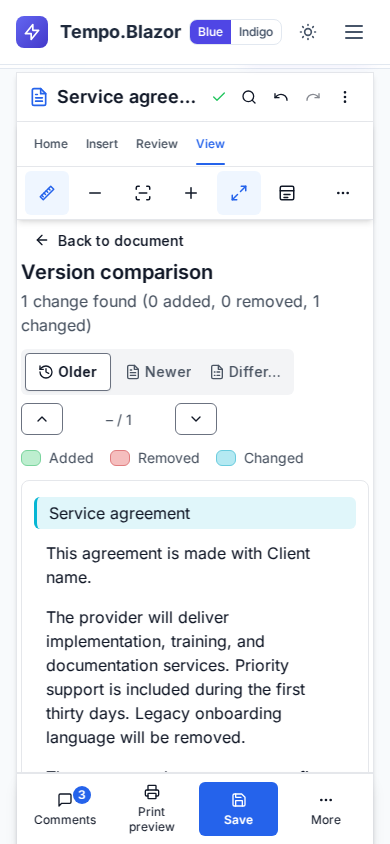 Tempo.Blazor
Blue
Indigo
Service agree...
Home
Insert
Review
View
Back to document
Version comparison
1 change found (0 added, 0 removed, 1
changed)
Older
Newer
Differ...
– / 1
Added
Removed
Changed
Service agreement
This agreement is made with Client
name.
The provider will deliver
implementation, training, and
documentation services. Priority
support is included during the first
thirty days. Legacy onboarding
language will be removed.
Comments
3
Print
preview
Save
More